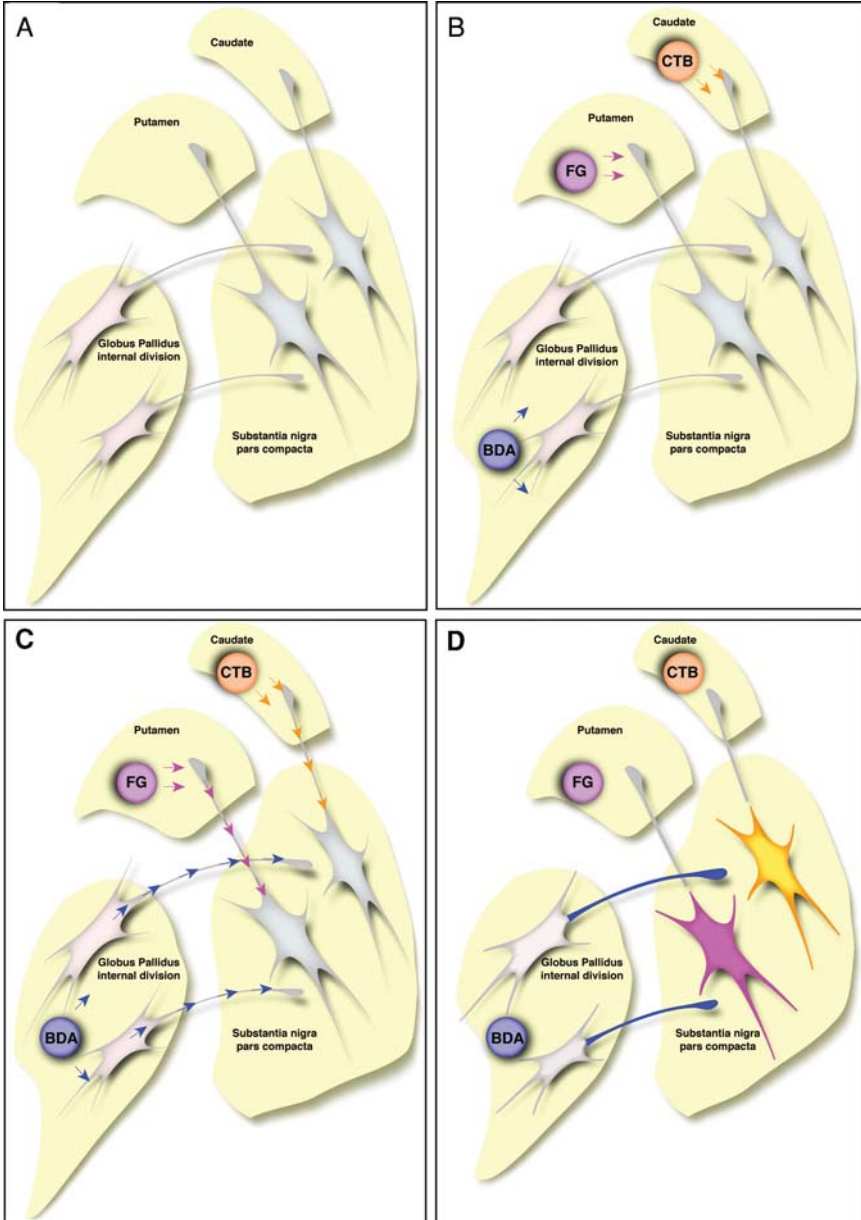 A
Caudate
Putamen
Globus Pallidus
internal division
Substantia nigra
pars compacta
B
Caudate
CTB
Putamen
FG
Globus Pallidus
internal division
BDA
Substantia nigra
pars compacta
C
Caudate
CTB
Putamen
FG
Globus Pallidus
internal division
BDA
Substantia nigra
pars compacta
D
Caudate
CTB
Putamen
FG
Globus Pallidus
internal division
BDA
Substantia nigra
pars compacta